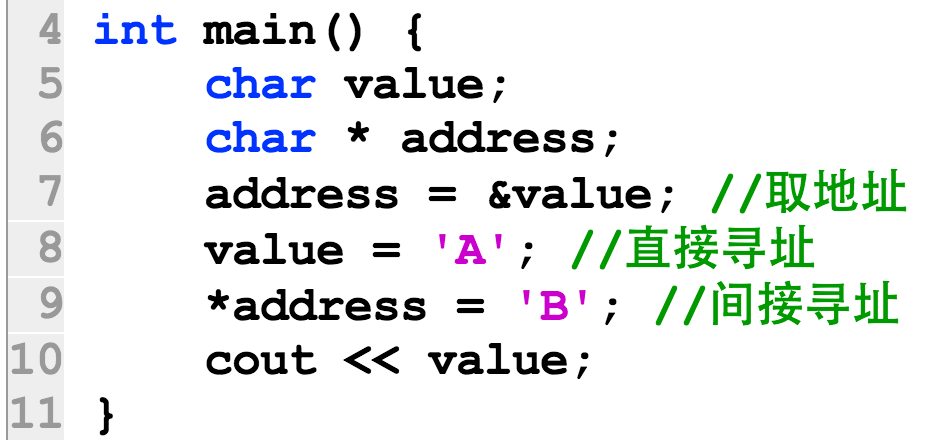 4 int main() {
5 char value;
6 char * address;
7 address = &value; //取地址
8 value = 'A'; //直接寻址
9 *address = 'B'; //间接寻址
10 cout << value;
11 }